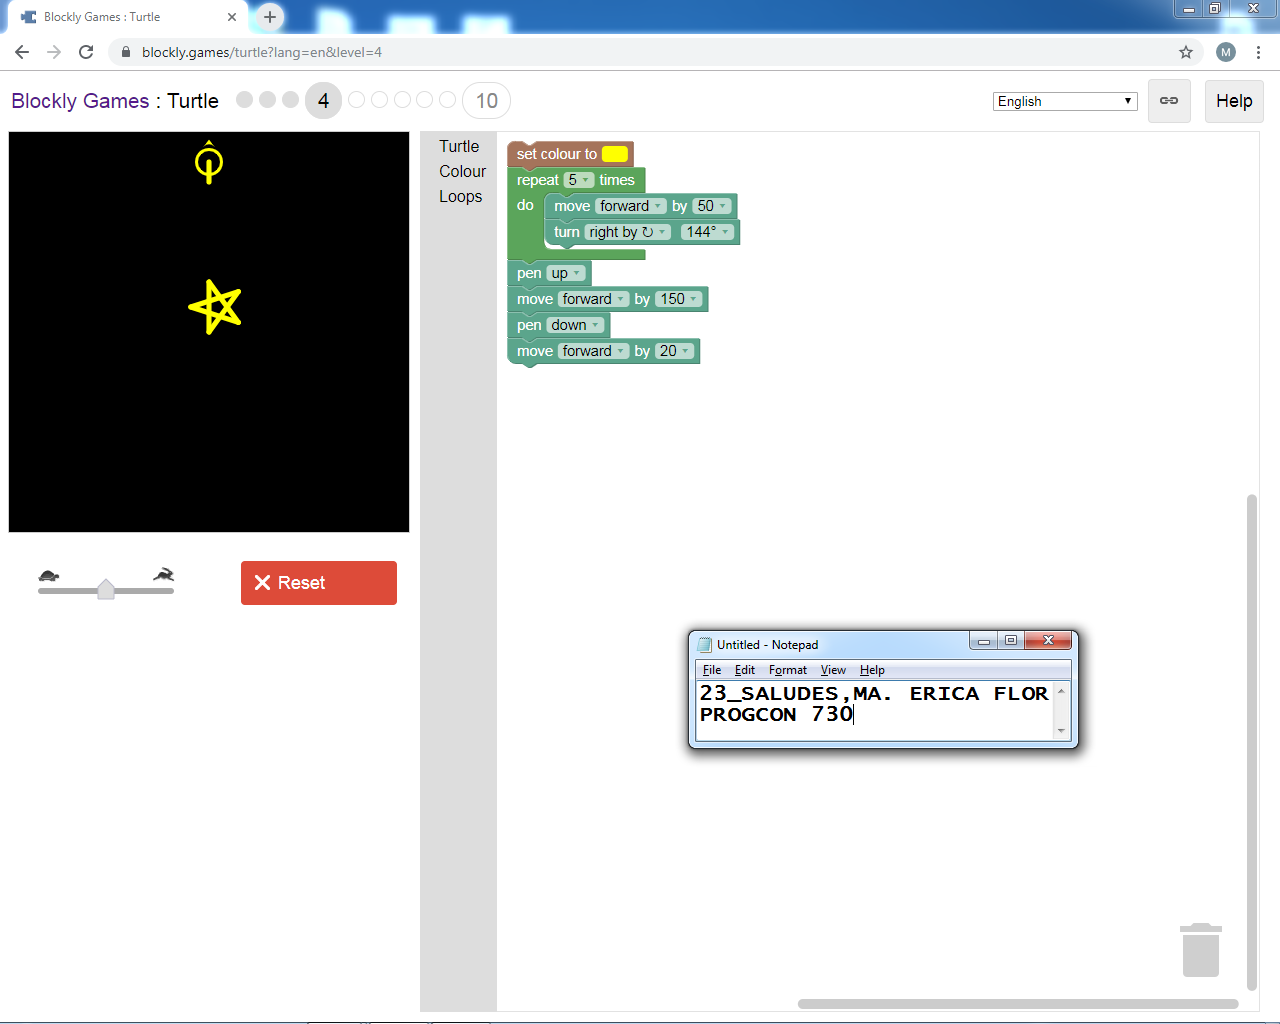 Blockly Games : Turtle
blockly.games/turtle?lang=en&level=4
M
Blockly Games : Turtle
4
10
English
Help
Turtle
Colour
Loops
set colour to
repeat 5 times
do
move forward by 50
turn right by ↻ 144°
pen up
move forward by 150
pen down
move forward by 20
Reset
Untitled - Notepad
File Edit Format View Help
23_SALUDES,MA. ERICA FLOR
PROGCON 730